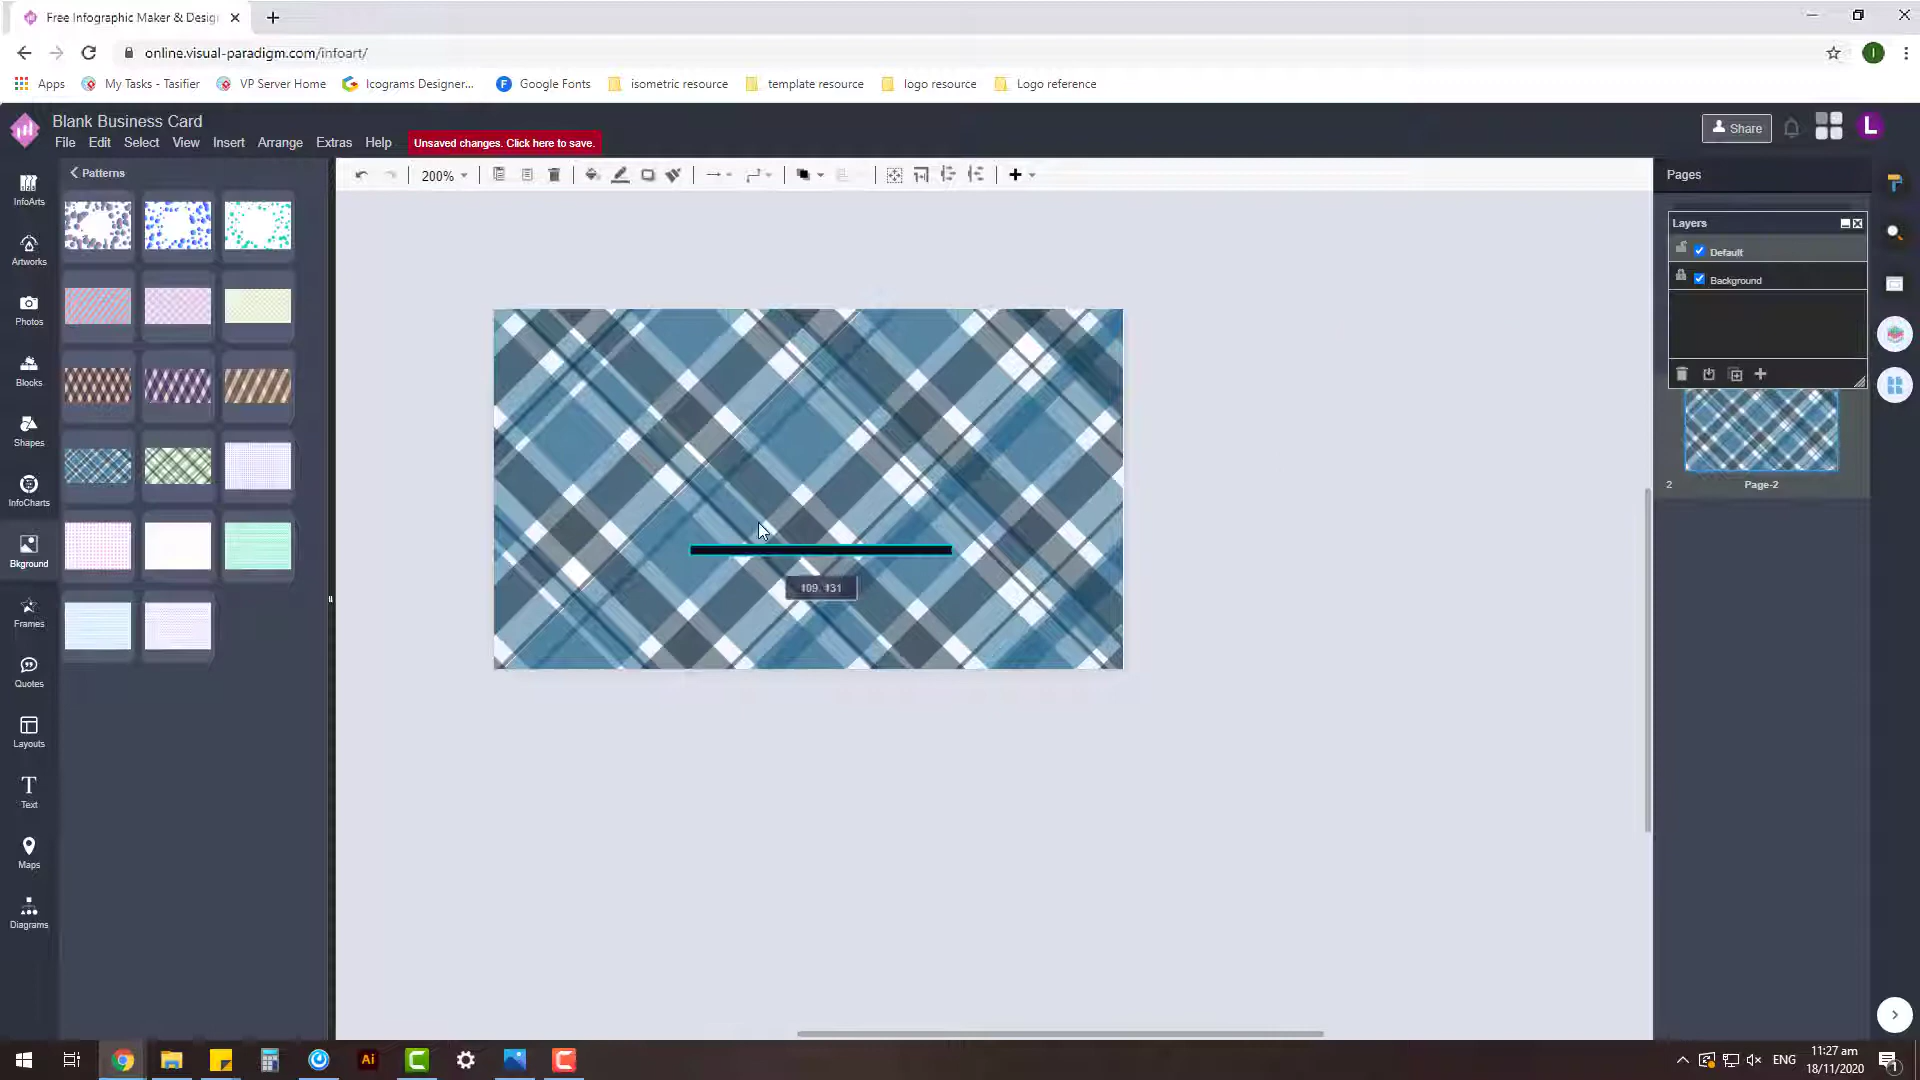 Free Infographic Maker & Desig
online.visual-paradigm.com/infoart/
I
Apps
My Tasks - Tasifier
VP Server Home
Icograms Designer...
F
Google Fonts
isometric resource
template resource
logo resource
Logo reference
Blank Business Card
Share
L
File Edit Select View Insert Arrange Extras Help
Unsaved changes. Click here to save.
Patterns
200%
Pages
InfoArts
Artworks
Photos
Blocks
Shapes
InfoCharts
Bkground
Frames
Quotes
Layouts
Text
Maps
Diagrams
109, 131
Layers
Default
Background
2
Page-2
Ai
ENG
11:27 am
18/11/2020
1